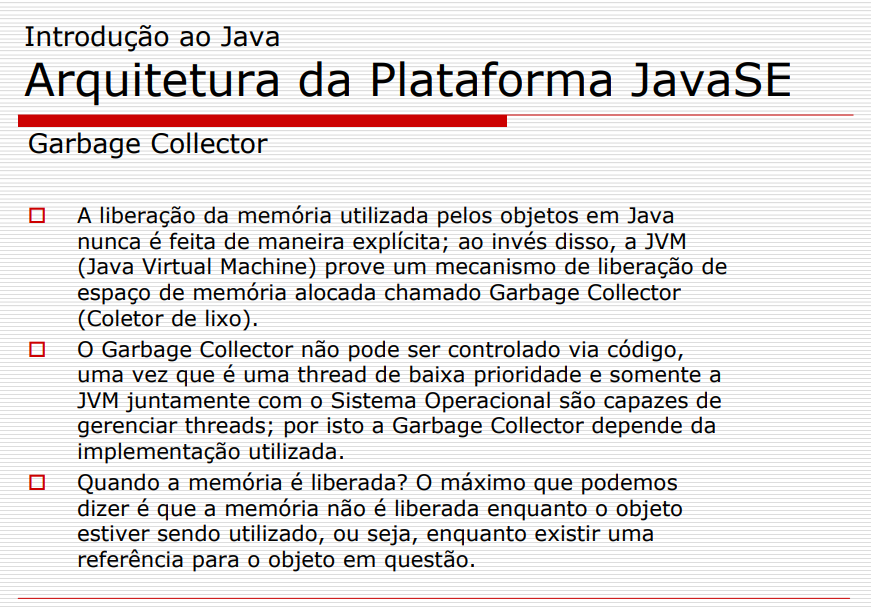 Introdução ao Java
Arquitetura da Plataforma JavaSE
Garbage Collector
A liberação da memória utilizada pelos objetos em Java
nunca é feita de maneira explícita; ao invés disso, a JVM
(Java Virtual Machine) prove um mecanismo de liberação de
espaço de memória alocada chamado Garbage Collector
(Coletor de lixo).
O Garbage Collector não pode ser controlado via código,
uma vez que é uma thread de baixa prioridade e somente a
JVM juntamente com o Sistema Operacional são capazes de
gerenciar threads; por isto a Garbage Collector depende da
implementação utilizada.
Quando a memória é liberada? O máximo que podemos
dizer é que a memória não é liberada enquanto o objeto
estiver sendo utilizado, ou seja, enquanto existir uma
referência para o objeto em questão.